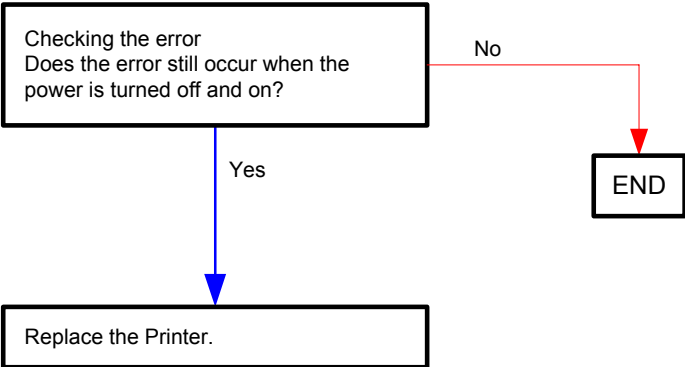 Checking the error
Does the error still occur when the
power is turned off and on?
No
Yes
END
Replace the Printer.